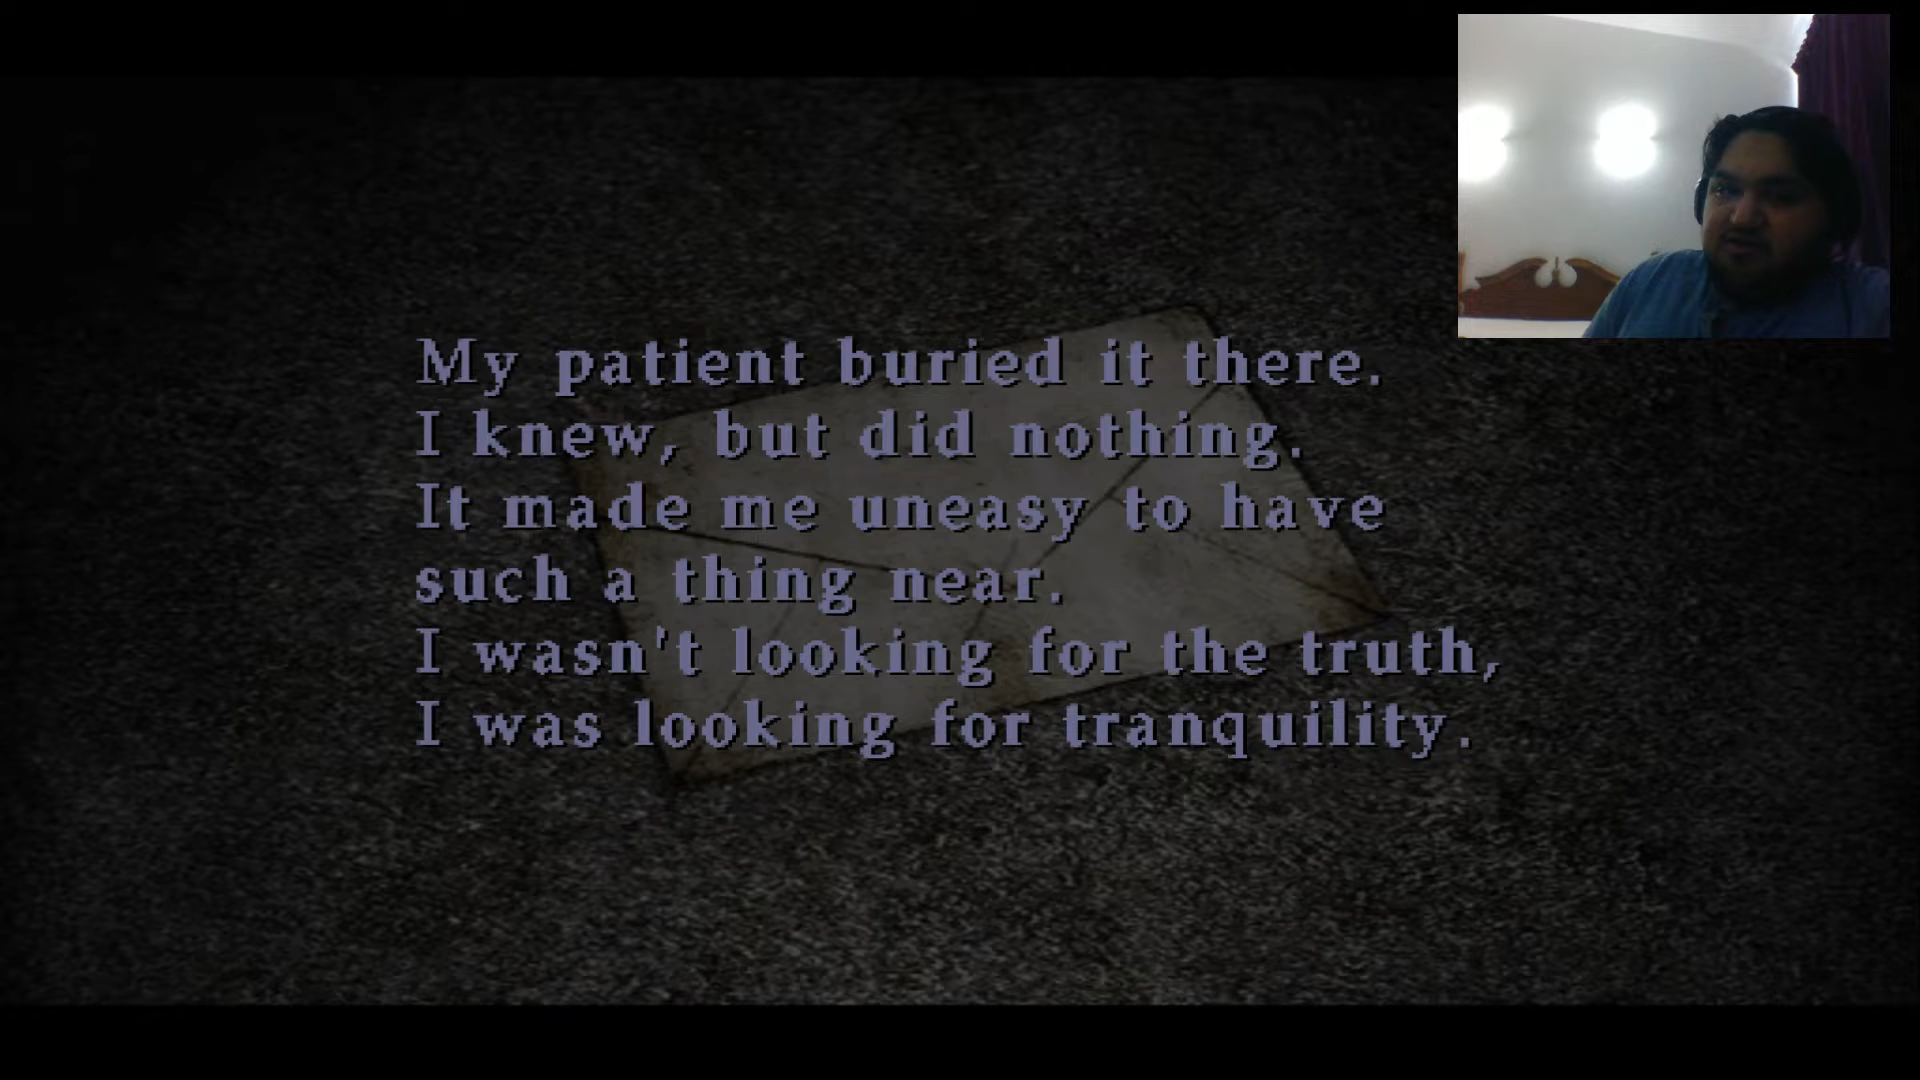 My patient buried it there.
I knew, but did nothing.
It made me uneasy to have
such a thing near.
I wasn't looking for the truth,
I was looking for tranquility.